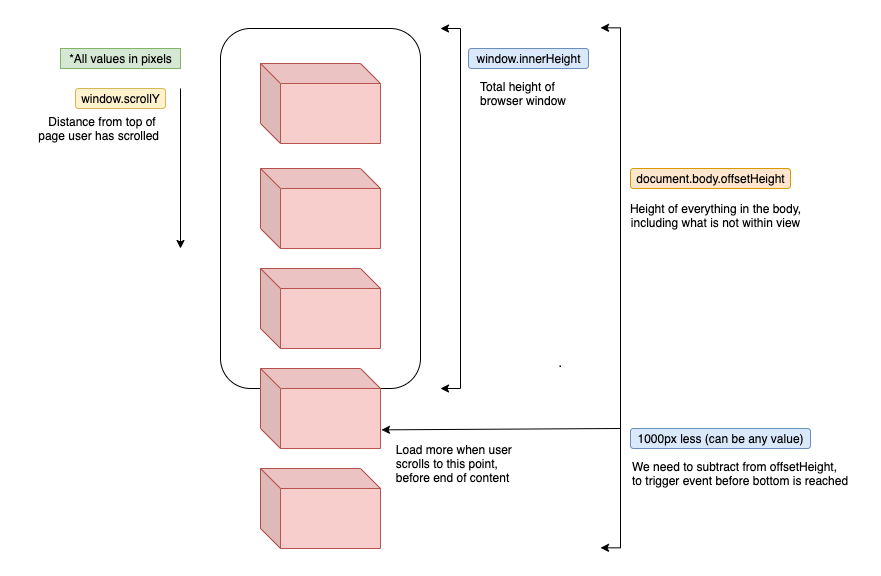 *All values in pixels
window.scrollY
Distance from top of
page user has scrolled
window.innerHeight
Total height of
browser window
document.body.offsetHeight
Height of everything in the body,
including what is not within view
1000px less (can be any value)
We need to subtract from offsetHeight,
to trigger event before bottom is reached
Load more when user
scrolls to this point,
before end of content